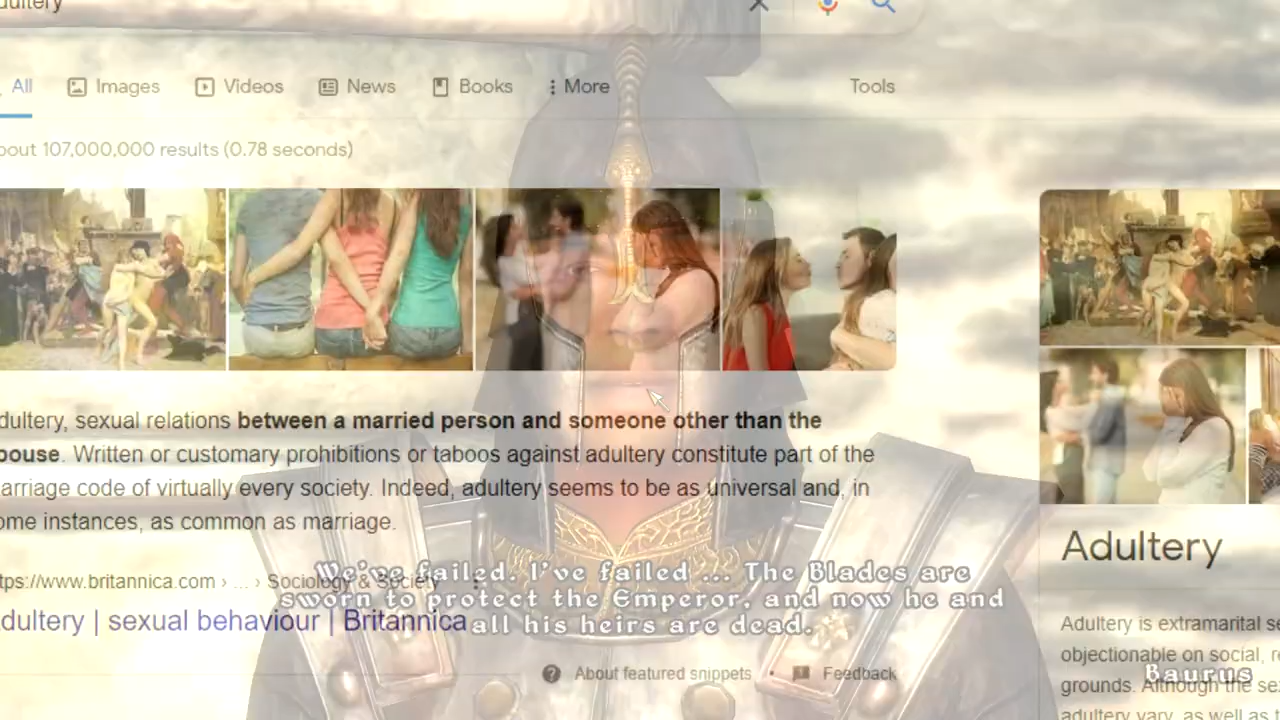 dultery
All
Images
Videos
News
Books
More
Tools
bout 107,000,000 results (0.78 seconds)
dultery, sexual relations between a married person and someone other than the
pouse. Written or customary prohibitions or taboos against adultery constitute part of the
arriage code of virtually every society. Indeed, adultery seems to be as universal and, in
ome instances, as common as marriage.
tps://www.britannica.com › ... › Sociology & Society
dultery | sexual behaviour | Britannica
We've failed. I've failed ... The Blades are
sworn to protect the Emperor, and now he and
all his heirs are dead.
About featured snippets
Feedback
Adultery
Adultery is extramarital se
objectionable on social, re
grounds. Although the se
adultery vary, as well as t
Baurus